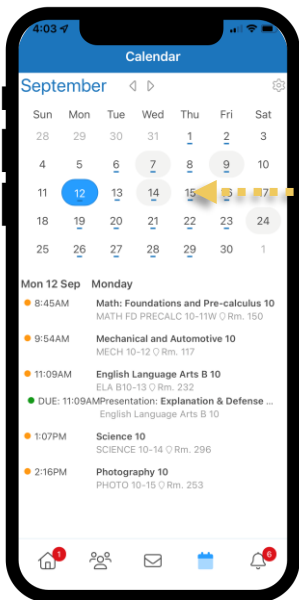 4:03
Calendar
September
Sun Mon Tue Wed Thu Fri Sat
28 29 30 31 1 2 3
4 5 6 7 8 9 10
11 12 13 14 15 16 17
18 19 20 21 22 23 24
25 26 27 28 29 30 1
Mon 12 Sep Monday
8:45AM Math: Foundations and Pre-calculus 10
MATH FD PRECALC 10-11W Rm. 150
9:54AM Mechanical and Automotive 10
MECH 10-12 Rm. 117
11:09AM English Language Arts B 10
ELA B10-13 Rm. 232
DUE: 11:09AM Presentation: Explanation & Defense ...
English Language Arts B 10
1:07PM Science 10
SCIENCE 10-14 Rm. 296
2:16PM Photography 10
PHOTO 10-15 Rm. 253
1 6